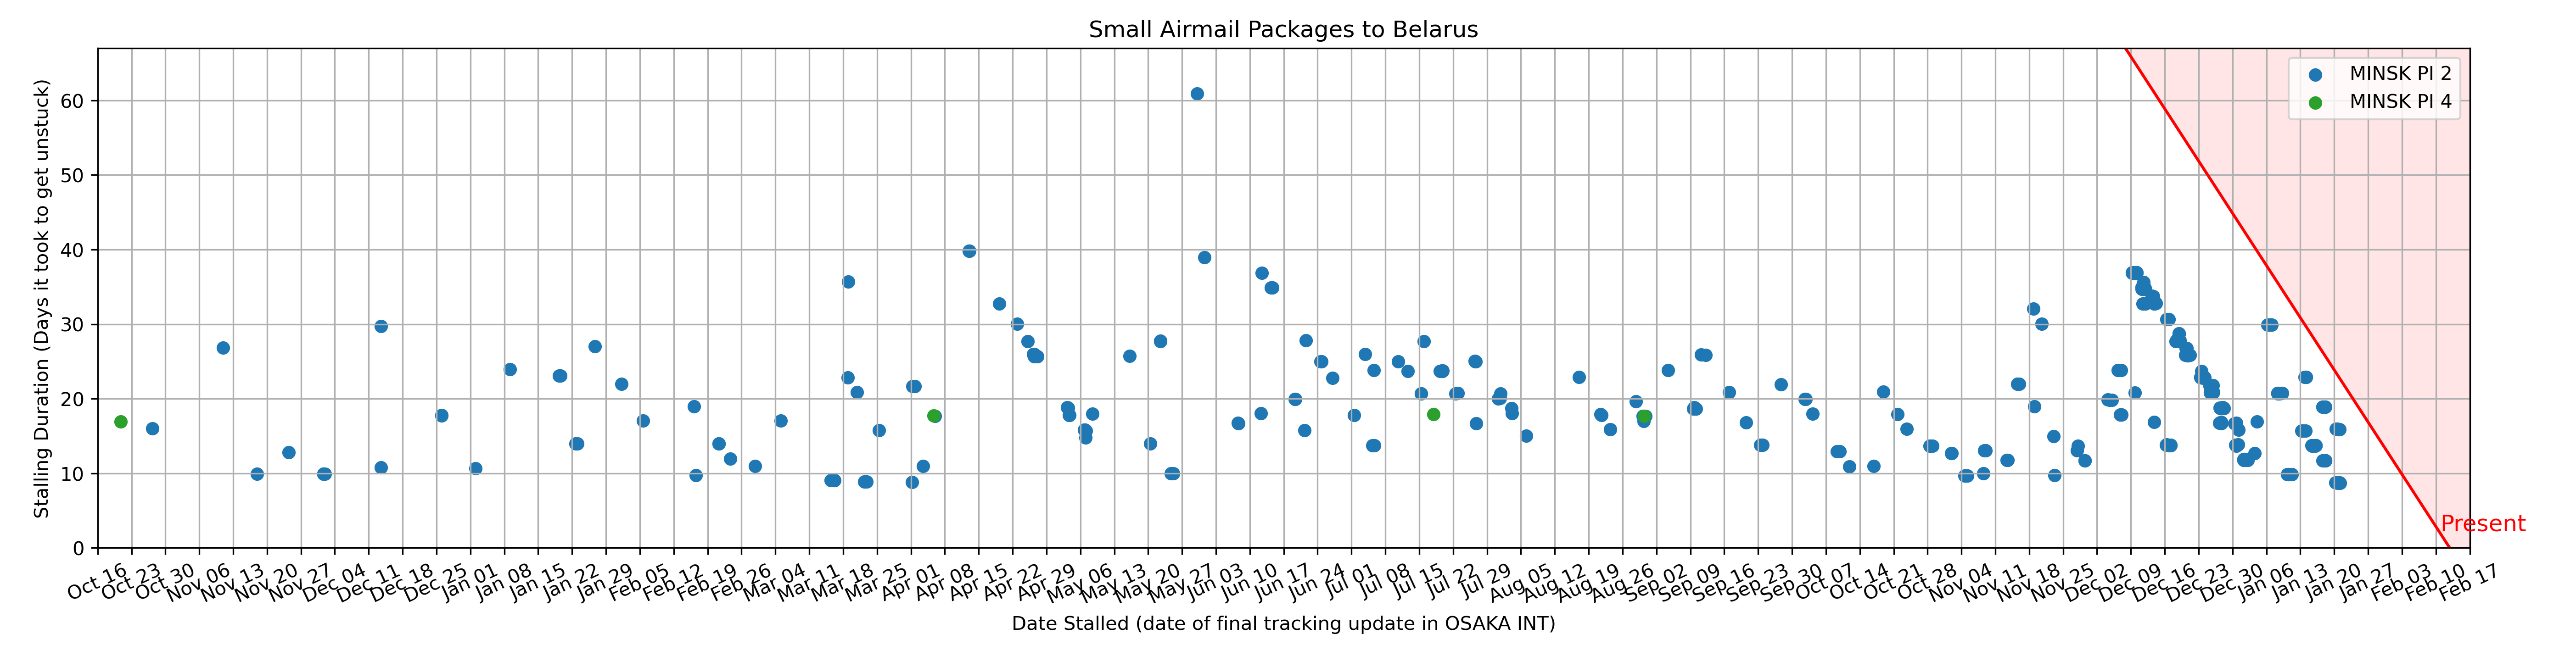 Small Airmail Packages to Belarus
Stalling Duration (Days it took to get unstuck)
60
50
40
30
20
10
0
MINSK PI 2
MINSK PI 4
Present
Oct 16
Oct 23
Oct 30
Nov 06
Nov 13
Nov 20
Nov 27
Dec 04
Dec 11
Dec 18
Dec 25
Jan 01
Jan 08
Jan 15
Jan 22
Jan 29
Feb 05
Feb 12
Feb 19
Feb 26
Mar 04
Mar 11
Mar 18
Mar 25
Apr 01
Apr 08
Apr 15
Apr 22
Apr 29
May 06
May 13
May 20
May 27
Jun 03
Jun 10
Jun 17
Jun 24
Jul 01
Jul 08
Jul 15
Jul 22
Jul 29
Aug 05
Aug 12
Aug 19
Aug 26
Sep 02
Sep 09
Sep 16
Sep 23
Sep 30
Oct 07
Oct 14
Oct 21
Oct 28
Nov 04
Nov 11
Nov 18
Nov 25
Dec 02
Dec 09
Dec 16
Dec 23
Dec 30
Jan 06
Jan 13
Jan 20
Jan 27
Feb 03
Feb 10
Feb 17
Date Stalled (date of final tracking update in OSAKA INT)